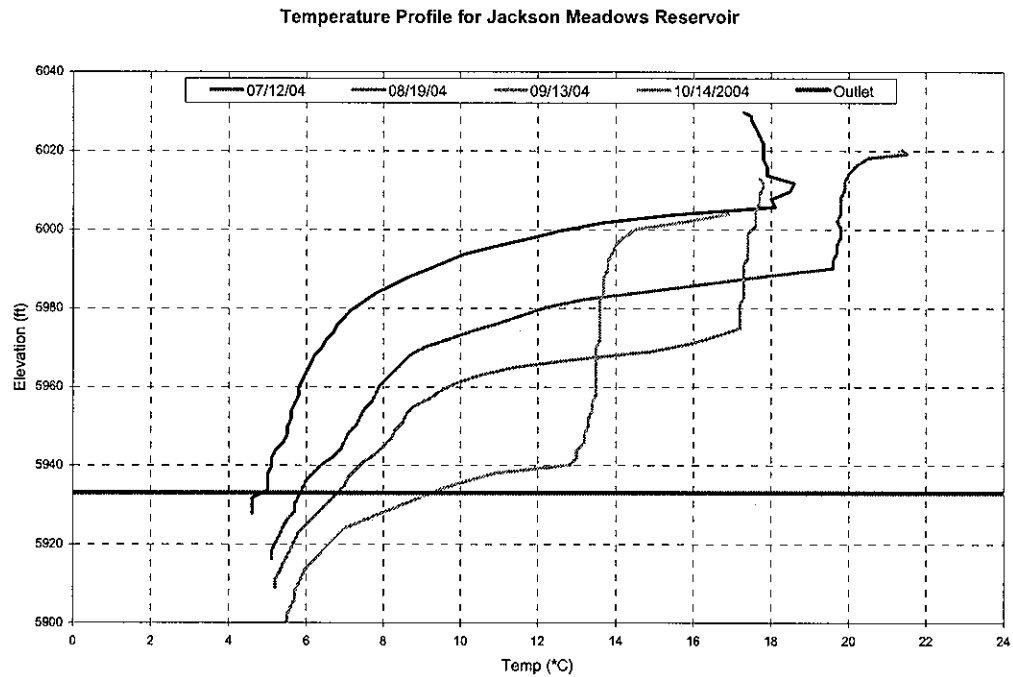 Temperature Profile for Jackson Meadows Reservoir
6040
07/12/04 08/19/04 09/13/04 10/14/2004 Outlet
6020
6000
5980
Elevation (ft)
5960
5940
5920
5900
0 2 4 6 8 10 12 14 16 18 20 22 24
Temp (*C)